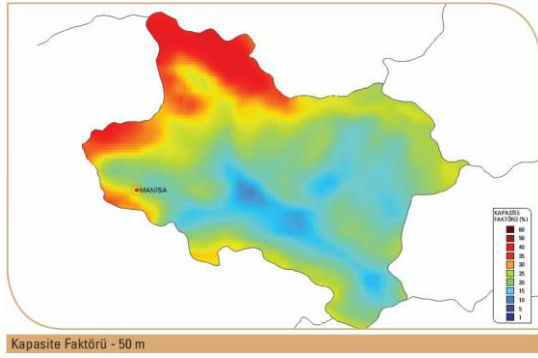 MANİSA
KAPASİTE
FAKTÖRÜ (%)
60
50
40
35
30
25
20
15
10
5
1
Kapasite Faktörü - 50 m